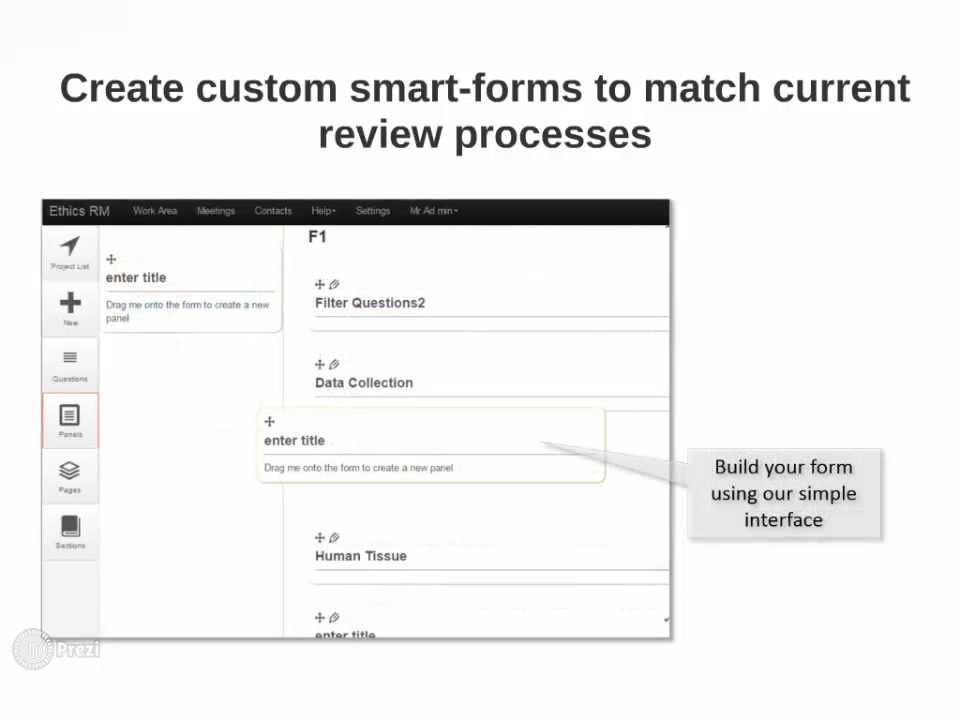 Create custom smart-forms to match current
review processes
Ethics RM Work Area Meetings Contacts Help Settings Mr Ad min
Project List
New
Questions
Panels
Pages
Sections
enter title
Drag me onto the form to create a new
panel
F1
Filter Questions2
Data Collection
enter title
Drag me onto the form to create a new panel
Human Tissue
enter title
Build your form
using our simple
interface
Prezi